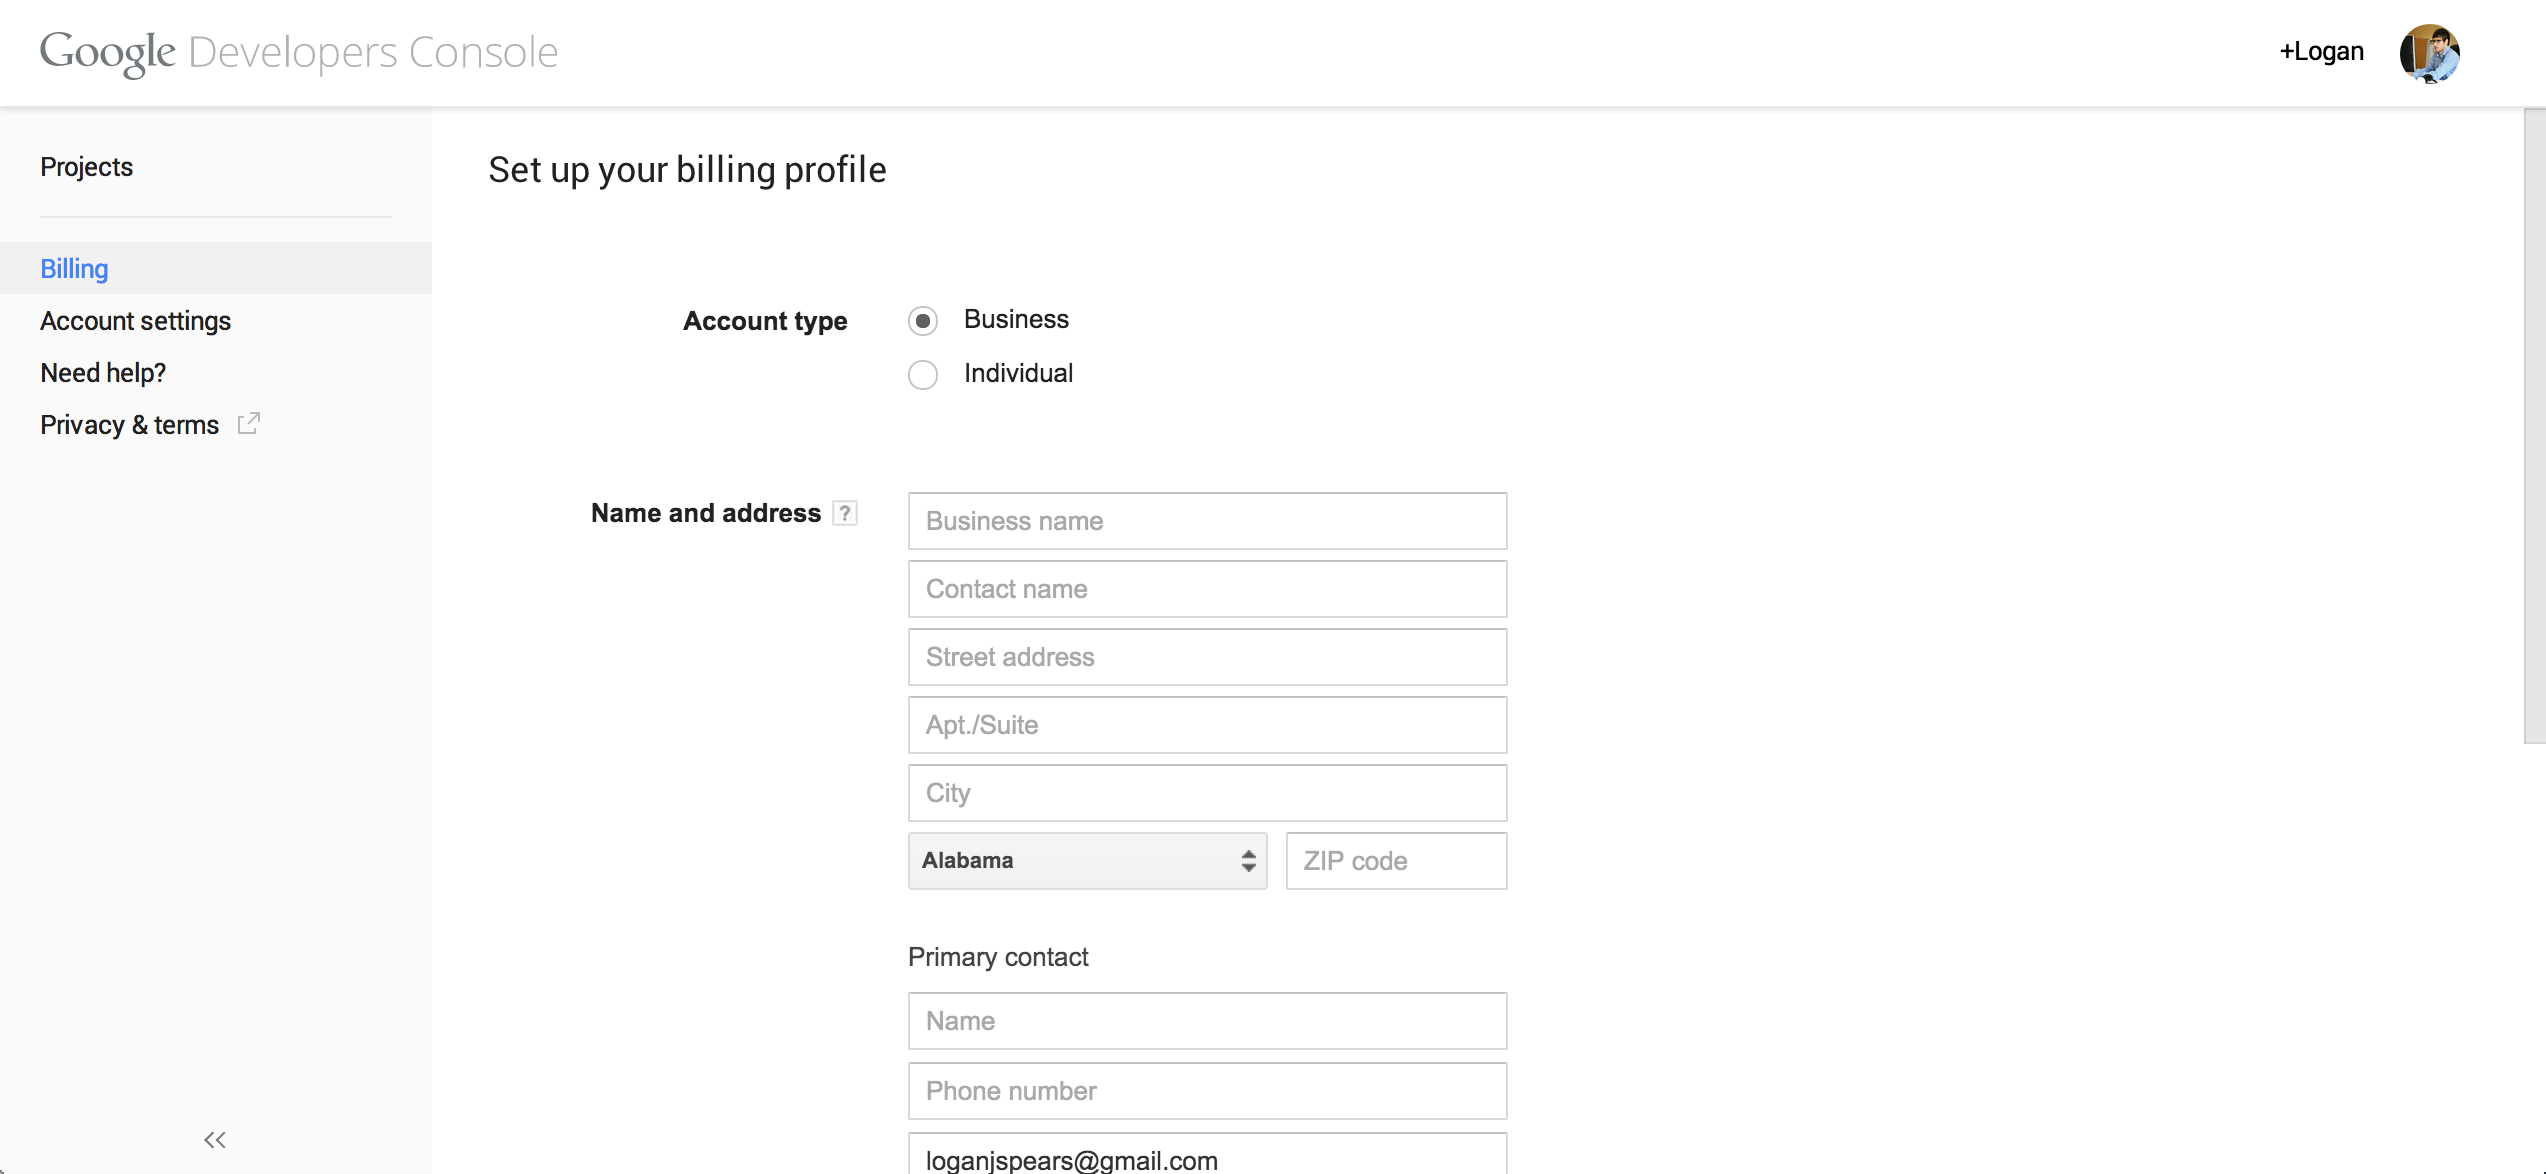 Google Developers Console
+Logan
Projects
Billing
Account settings
Need help?
Privacy & terms
Set up your billing profile
Account type
Business
Individual
Name and address ?
Business name
Contact name
Street address
Apt./Suite
City
Alabama
ZIP code
Primary contact
Name
Phone number
loganjspears@gmail.com